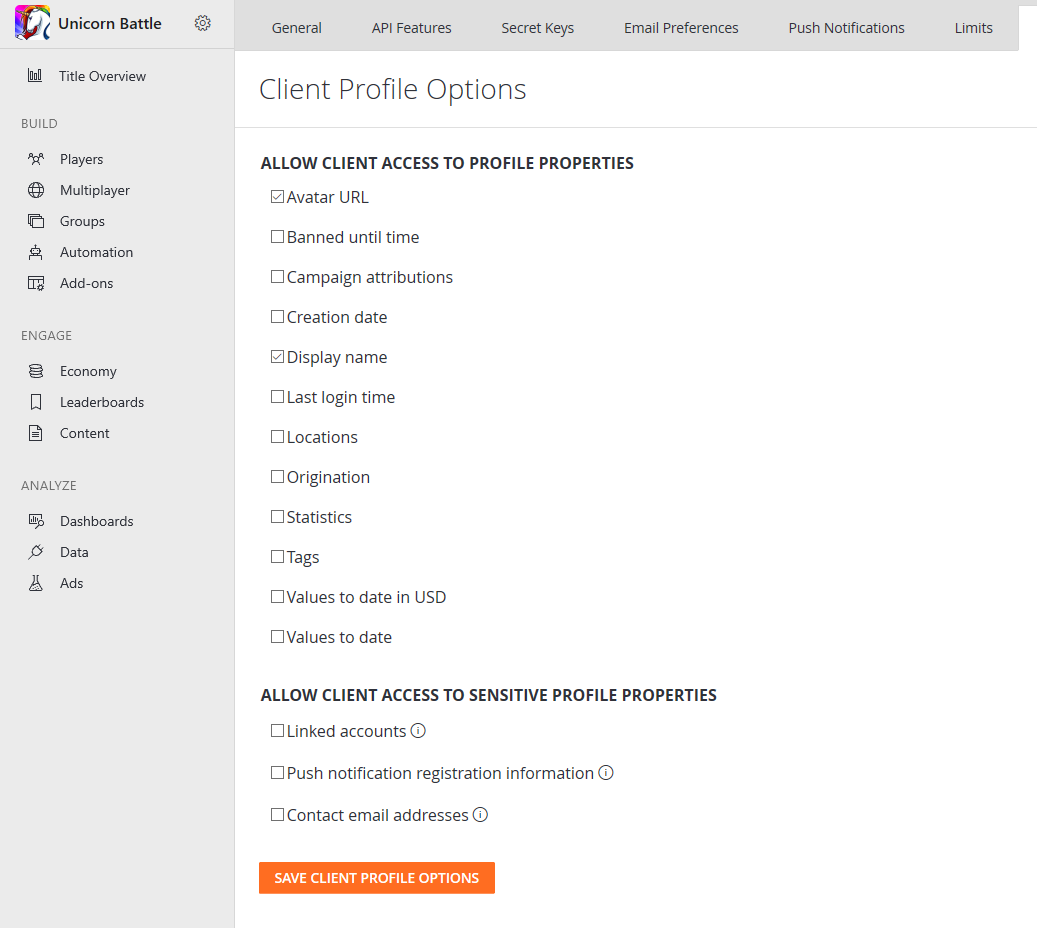 Unicorn Battle
General
API Features
Secret Keys
Email Preferences
Push Notifications
Limits
Title Overview
BUILD
Players
Multiplayer
Groups
Automation
Add-ons
ENGAGE
Economy
Leaderboards
Content
ANALYZE
Dashboards
Data
Ads
Client Profile Options
ALLOW CLIENT ACCESS TO PROFILE PROPERTIES
Avatar URL
Banned until time
Campaign attributions
Creation date
Display name
Last login time
Locations
Origination
Statistics
Tags
Values to date in USD
Values to date
ALLOW CLIENT ACCESS TO SENSITIVE PROFILE PROPERTIES
Linked accounts
Push notification registration information
Contact email addresses
SAVE CLIENT PROFILE OPTIONS